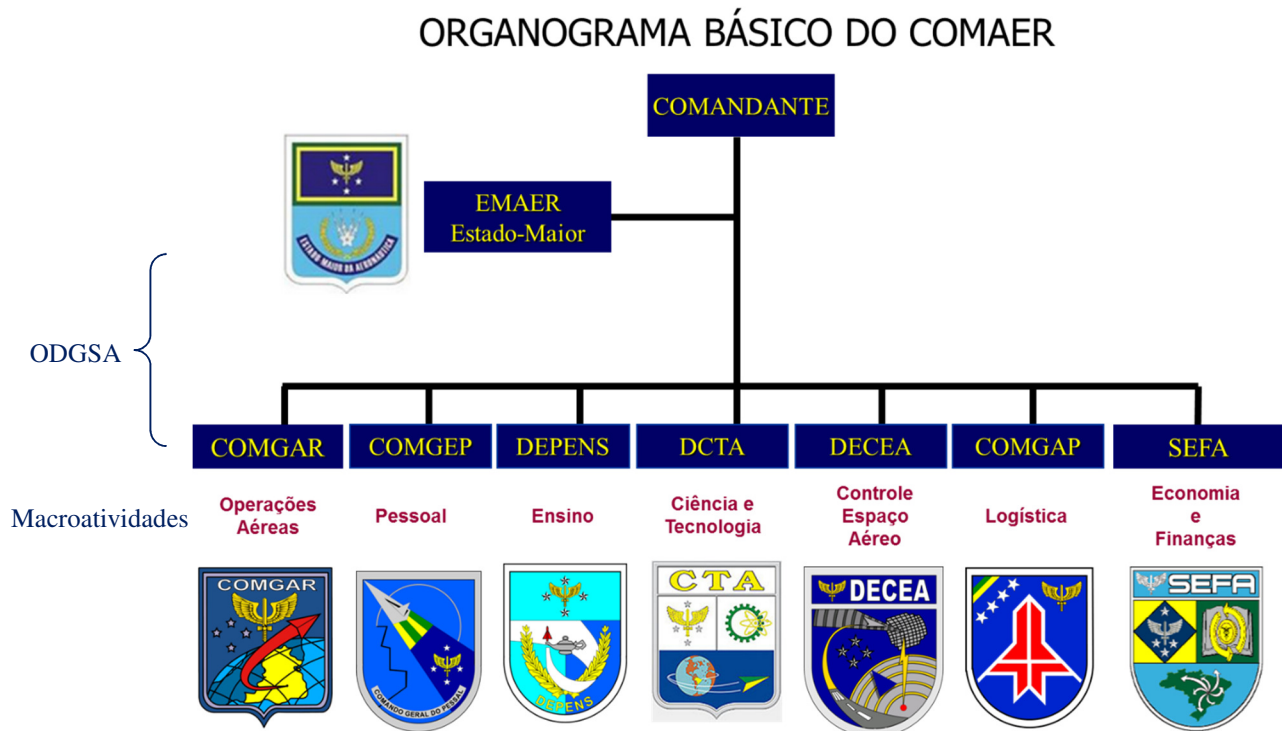 ORGANOGRAMA BÁSICO DO COMAER
COMANDANTE
EMAER
Estado-Maior
ESTADO MAIOR DA AERONÁUTICA
ODGSA
COMGAR
COMGEP
DEPENS
DCTA
DECEA
COMGAP
SEFA
Macroatividades
Operações
Aéreas
Pessoal
Ensino
Ciência e
Tecnologia
Controle
Espaço
Aéreo
Logística
Economia
e
Finanças
COMGAR
COMANDO GERAL DO PESSAL
DEPENS
CTA
DECEA
SEFA